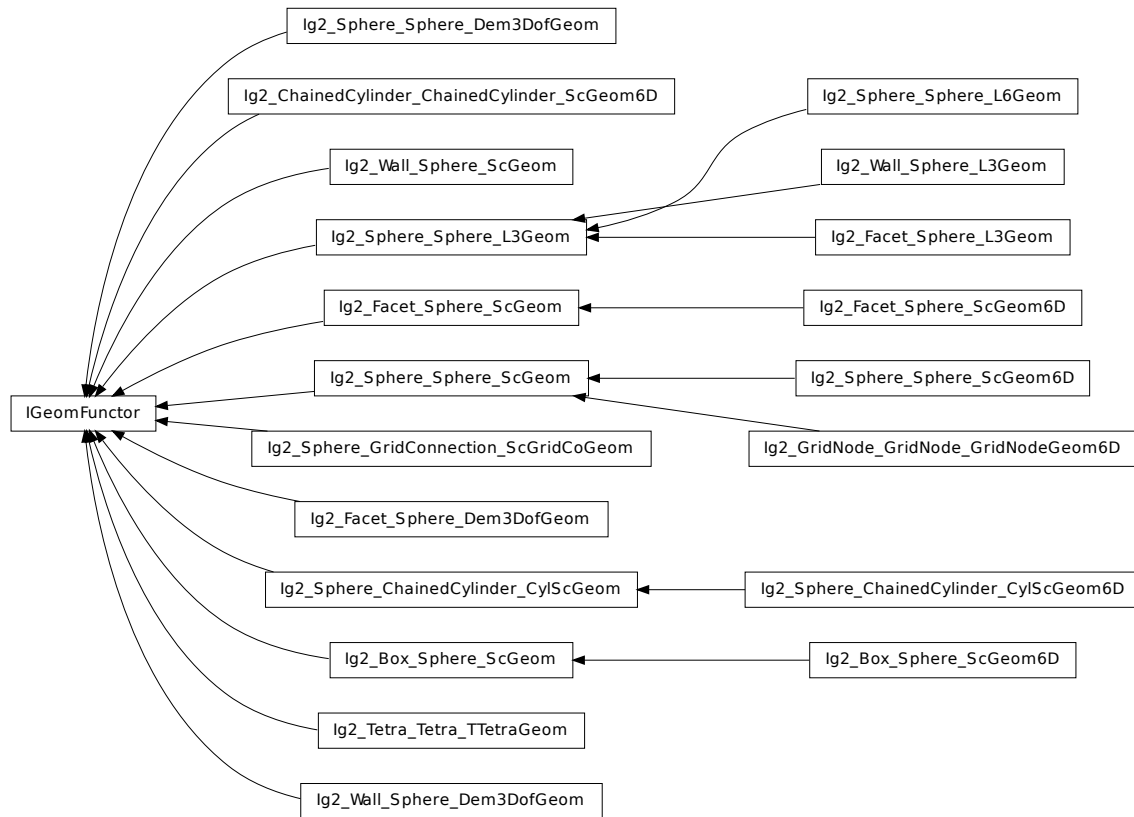 Ig2_Sphere_Sphere_Dem3DofGeom
Ig2_ChainedCylinder_ChainedCylinder_ScGeom6D
Ig2_Sphere_Sphere_L6Geom
Ig2_Wall_Sphere_ScGeom
Ig2_Wall_Sphere_L3Geom
Ig2_Sphere_Sphere_L3Geom
Ig2_Facet_Sphere_L3Geom
Ig2_Facet_Sphere_ScGeom
Ig2_Facet_Sphere_ScGeom6D
Ig2_Sphere_Sphere_ScGeom
Ig2_Sphere_Sphere_ScGeom6D
IGeomFunctor
Ig2_Sphere_GridConnection_ScGridCoGeom
Ig2_GridNode_GridNode_GridNodeGeom6D
Ig2_Facet_Sphere_Dem3DofGeom
Ig2_Sphere_ChainedCylinder_CylScGeom
Ig2_Sphere_ChainedCylinder_CylScGeom6D
Ig2_Box_Sphere_ScGeom
Ig2_Box_Sphere_ScGeom6D
Ig2_Tetra_Tetra_TTetraGeom
Ig2_Wall_Sphere_Dem3DofGeom